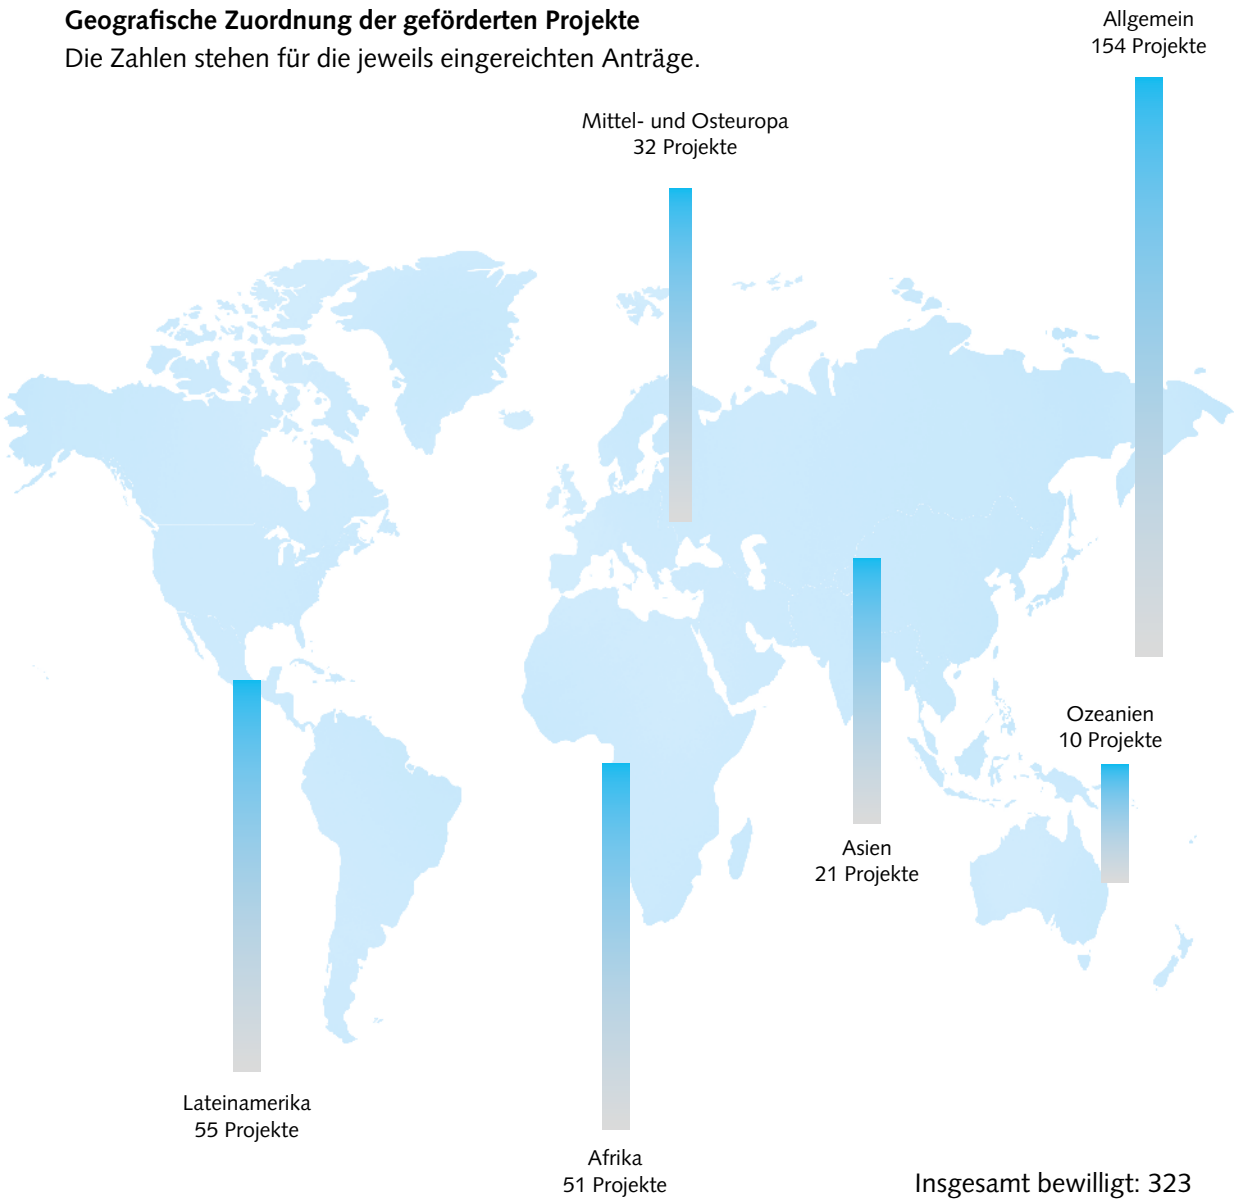 Geografische Zuordnung der geförderten Projekte
Die Zahlen stehen für die jeweils eingereichten Anträge.
Allgemein
154 Projekte
Mittel- und Osteuropa
32 Projekte
Ozeanien
10 Projekte
Asien
21 Projekte
Lateinamerika
55 Projekte
Afrika
51 Projekte
Insgesamt bewilligt: 323